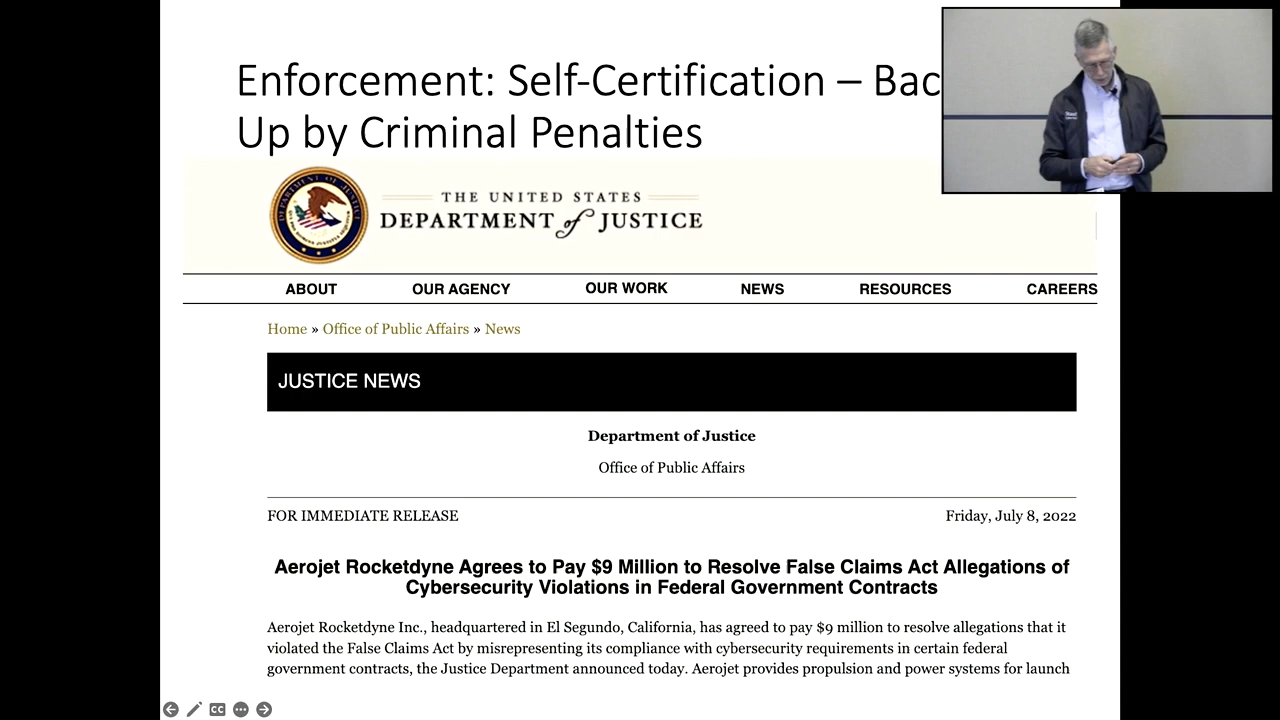 Enforcement: Self-Certification – Bac
Up by Criminal Penalties
THE UNITED STATES
DEPARTMENT of JUSTICE
ABOUT OUR AGENCY OUR WORK NEWS RESOURCES CAREERS
Home » Office of Public Affairs » News
JUSTICE NEWS
Department of Justice
Office of Public Affairs
FOR IMMEDIATE RELEASE Friday, July 8, 2022
Aerojet Rocketdyne Agrees to Pay $9 Million to Resolve False Claims Act Allegations of
Cybersecurity Violations in Federal Government Contracts
Aerojet Rocketdyne Inc., headquartered in El Segundo, California, has agreed to pay $9 million to resolve allegations that it
violated the False Claims Act by misrepresenting its compliance with cybersecurity requirements in certain federal
government contracts, the Justice Department announced today. Aerojet provides propulsion and power systems for launch
CC